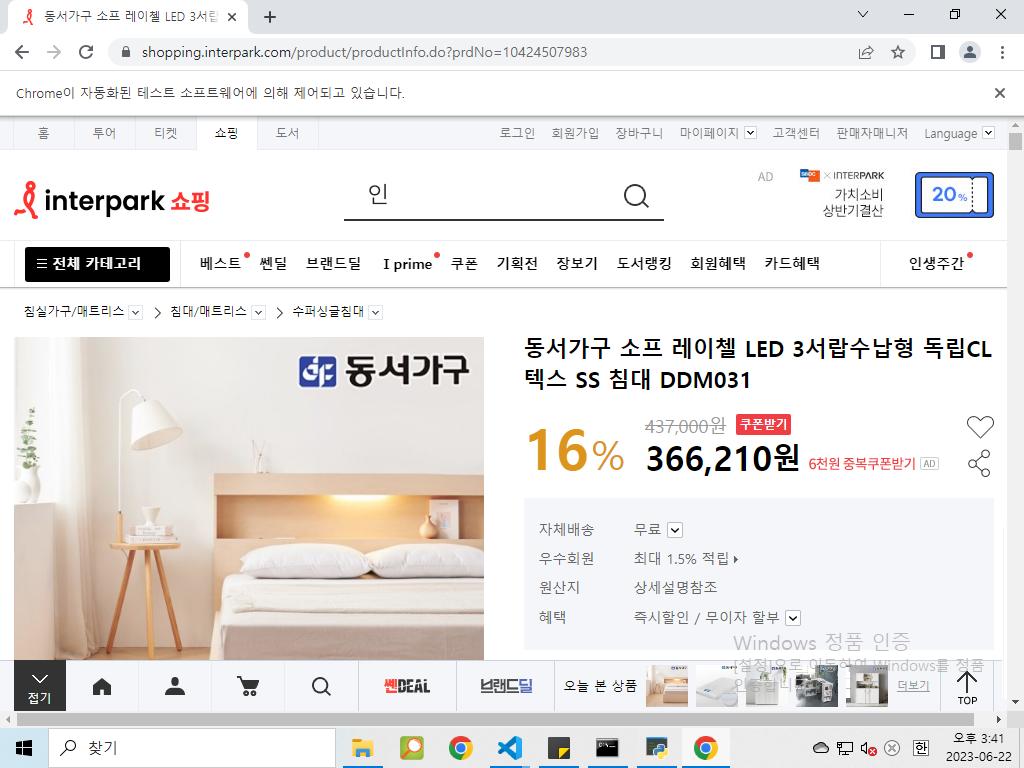 동서가구 소프 레이첼 LED 3서랍
shopping.interpark.com/product/productInfo.do?prdNo=10424507983
Chrome이 자동화된 테스트 소프트웨어에 의해 제어되고 있습니다.
홈 투어 티켓 쇼핑 도서 로그인 회원가입 장바구니 마이페이지 고객센터 판매자매니저 Language
interpark 쇼핑
인
AD
× INTERPARK
가치소비
상반기결산
20%
전체 카테고리 베스트 쎈딜 브랜드딜 I prime 쿠폰 기획전 장보기 도서랭킹 회원혜택 카드혜택 인생주간
침실가구/매트리스 침대/매트리스 수퍼싱글침대
동서가구
동서가구 소프 레이첼 LED 3서랍수납형 독립CL
텍스 SS 침대 DDM031
16% 437,000원 쿠폰받기
366,210원 6천원 중복쿠폰받기 AD
자체배송 무료
우수회원 최대 1.5% 적립
원산지 상세설명참조
혜택 즉시할인 / 무이자 할부
Windows 정품 인증
[설정]으로 이동하여 Windows를 정품
인증합니다.
접기 쎈DEAL 브랜드딜 오늘 본 상품 더보기 TOP
찾기
한
오후 3:41
2023-06-22